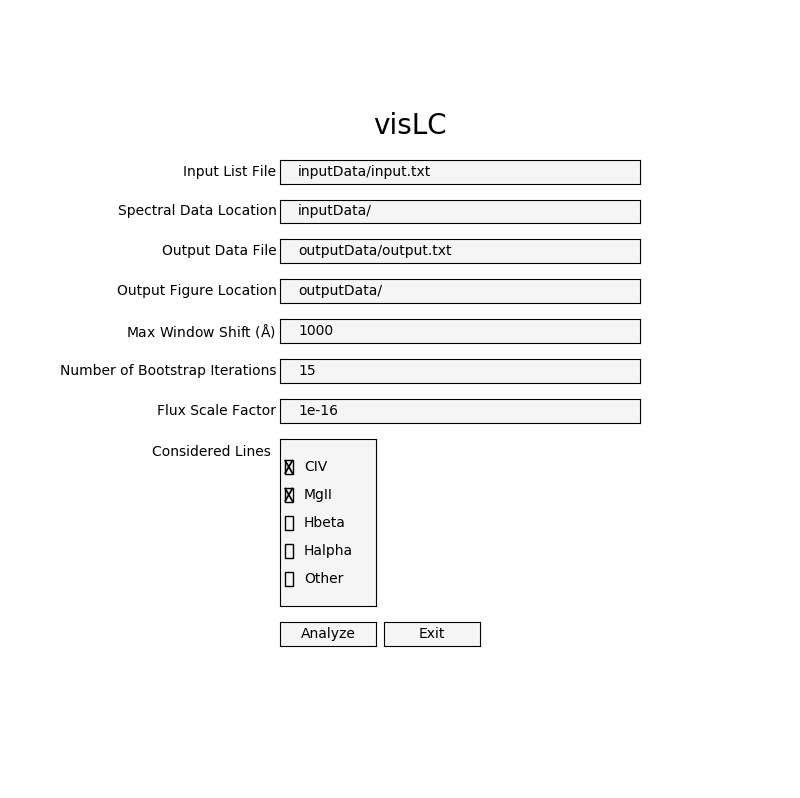 visLC
Input List File inputData/input.txt
Spectral Data Location inputData/
Output Data File outputData/output.txt
Output Figure Location outputData/
Max Window Shift (Å) 1000
Number of Bootstrap Iterations 15
Flux Scale Factor 1e-16
Considered Lines
CIV
MgII
Hbeta
Halpha
Other
Analyze Exit